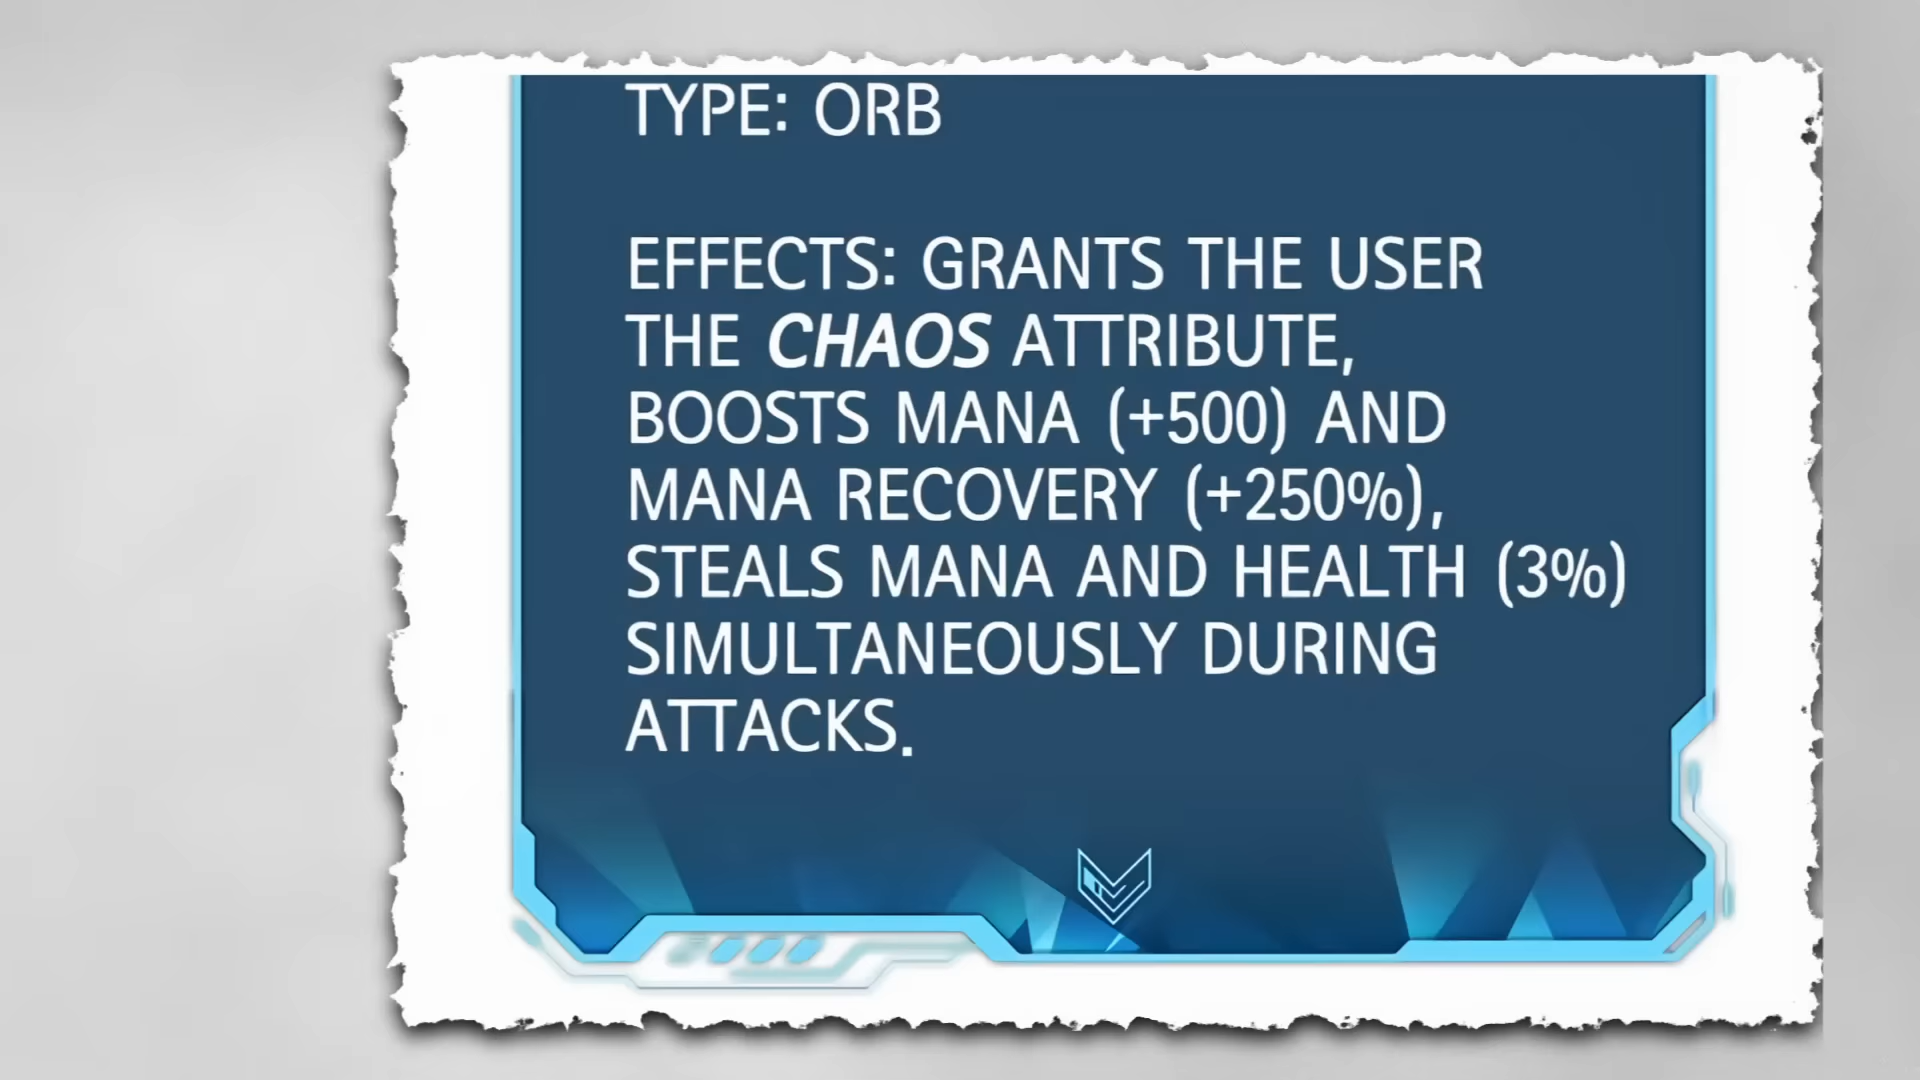 TYPE: ORB
EFFECTS: GRANTS THE USER
THE CHAOS ATTRIBUTE,
BOOSTS MANA (+500) AND
MANA RECOVERY (+250%),
STEALS MANA AND HEALTH (3%)
SIMULTANEOUSLY DURING
ATTACKS.